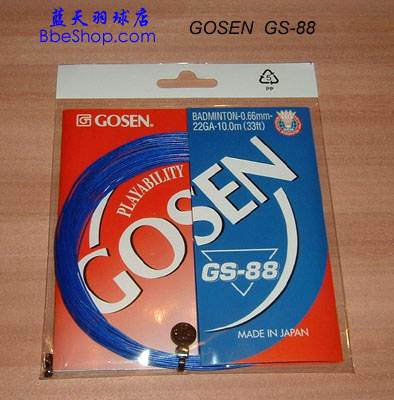 蓝天羽球店
BbeShop.com
GOSEN GS-88
5
PP
G GOSEN®
BADMINTON-0.66mm-
22GA-10.0m (33ft)
PLAYABILITY
GOSEN
GS-88
MADE IN JAPAN